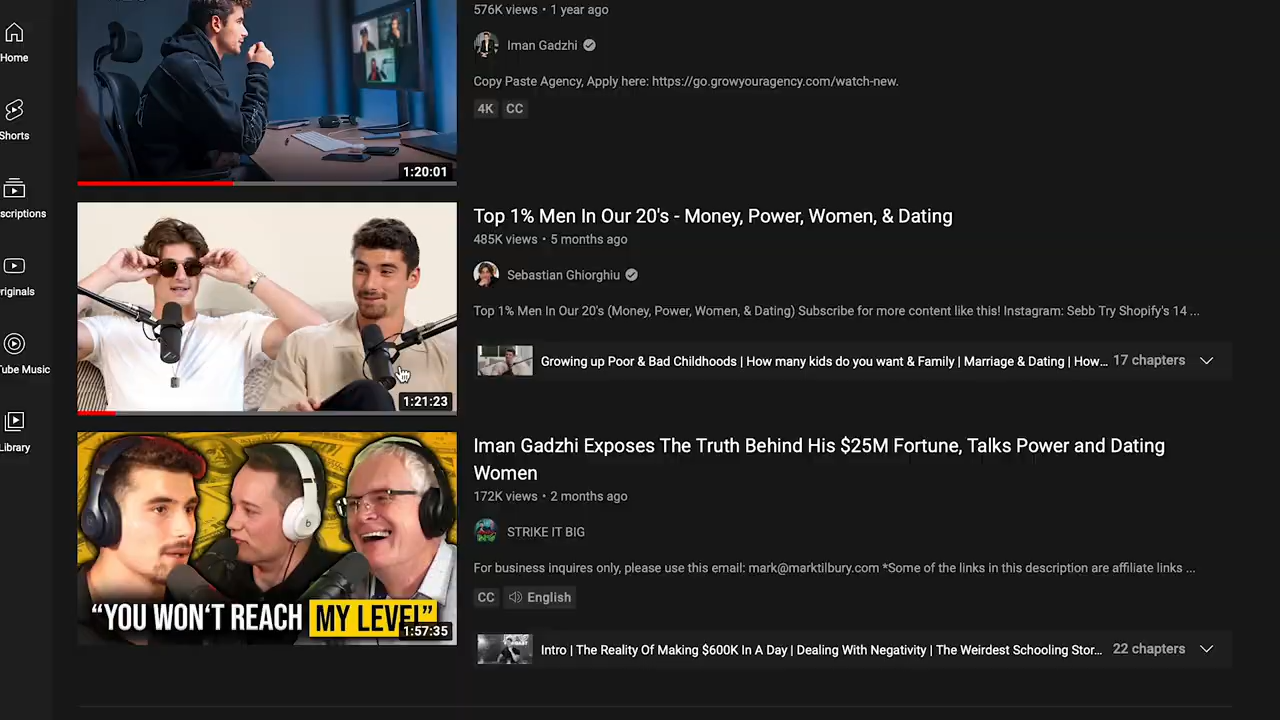 Home
Shorts
scriptions
riginals
Tube Music
Library
576K views • 1 year ago
Iman Gadzhi
Copy Paste Agency, Apply here: https://go.growyouragency.com/watch-new.
4K CC
1:20:01
Top 1% Men In Our 20's - Money, Power, Women, & Dating
485K views • 5 months ago
Sebastian Ghiorghiu
Top 1% Men In Our 20's (Money, Power, Women, & Dating) Subscribe for more content like this! Instagram: Sebb Try Shopify's 14 ...
Growing up Poor & Bad Childhoods | How many kids do you want & Family | Marriage & Dating | How... 17 chapters
1:21:23
Iman Gadzhi Exposes The Truth Behind His $25M Fortune, Talks Power and Dating
Women
172K views • 2 months ago
STRIKE IT BIG
For business inquires only, please use this email: mark@marktilbury.com *Some of the links in this description are affiliate links ...
CC English
“YOU WON'T REACH MY LEVEL”
1:57:35
Intro | The Reality Of Making $600K In A Day | Dealing With Negativity | The Weirdest Schooling Stor... 22 chapters